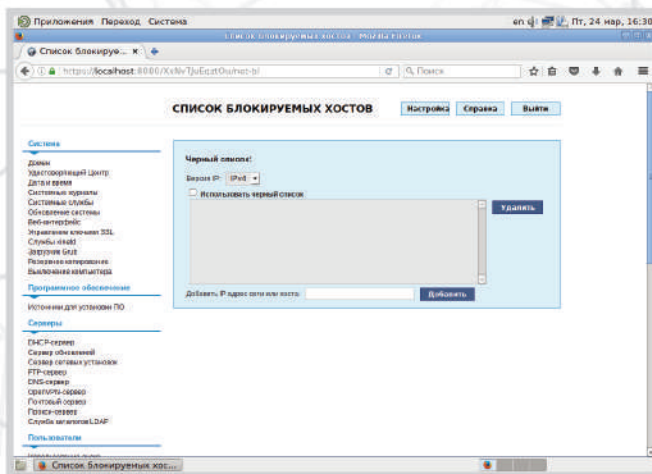 Приложения Переход Система
en Пт, 24 мар, 16:30
Список блокируемых хостов - Mozilla Firefox
Список блокируе... ×
https://localhost:8080/
Поиск
СПИСОК БЛОКИРУЕМЫХ ХОСТОВ
Настройка Справка Выйти
Система
Домен
Удостоверяющий Центр
Дата и время
Системные журналы
Системные службы
Обновление системы
Веб-интерфейс
Управление ключами SSL
Службы xinetd
Загрузчик Grub
Резервное копирование
Выключение компьютера
Программное обеспечение
Источники для установки ПО
Серверы
DHCP-сервер
Сервер обновлений
Сервер сетевых установок
FTP-сервер
DNS-сервер
OpenVPN-сервер
Почтовый сервер
Прокси-сервер
Служба каталогов LDAP
Пользователи
Черный список:
Версия IP: IPv4
Использовать черный список
Удалить
Добавить IP адрес сети или хоста:
Добавить
Список блокируемых хос...